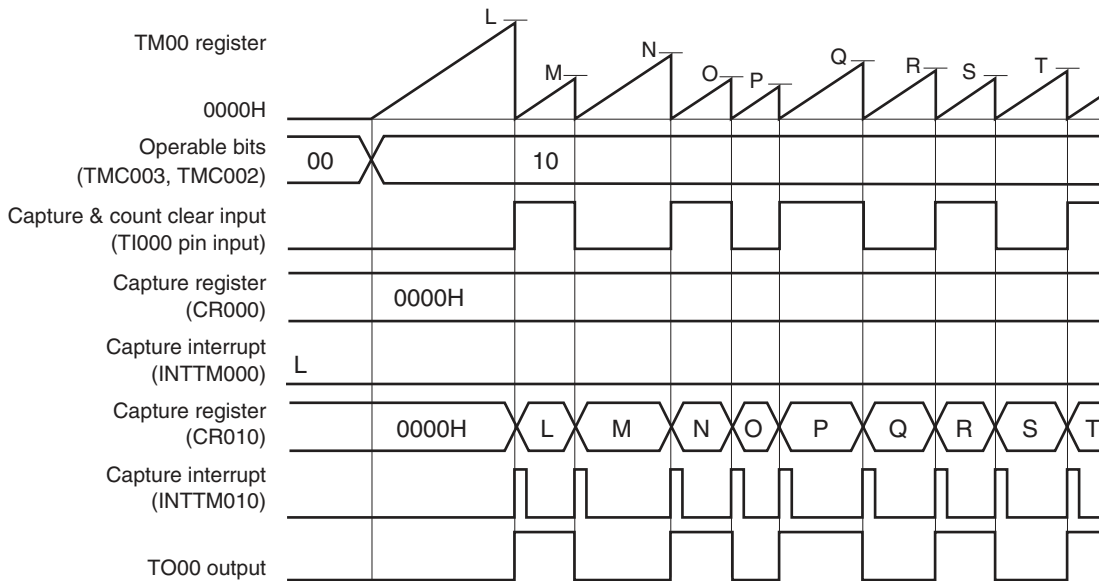 TM00 register
L
M
N
O
P
Q
R
S
T
0000H
Operable bits
(TMC003, TMC002)
00
10
Capture & count clear input
(TI000 pin input)
Capture register
(CR000)
0000H
Capture interrupt
(INTTM000)
L
Capture register
(CR010)
0000H
L
M
N
O
P
Q
R
S
T
Capture interrupt
(INTTM010)
TO00 output